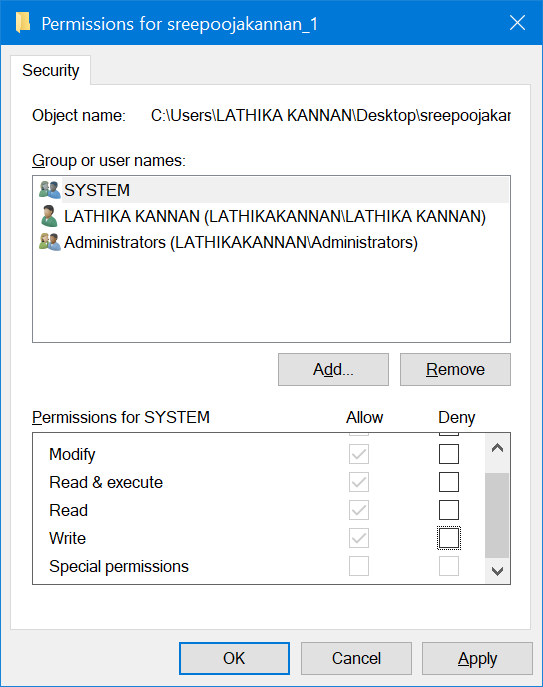 Permissions for sreepoojakannan_1
Security
Object name: C:\Users\LATHIKA KANNAN\Desktop\sreepoojakar
Group or user names:
SYSTEM
LATHIKA KANNAN (LATHIKAKANNAN\LATHIKA KANNAN)
Administrators (LATHIKAKANNAN\Administrators)
Add... Remove
Permissions for SYSTEM Allow Deny
Modify
Read & execute
Read
Write
Special permissions
OK Cancel Apply